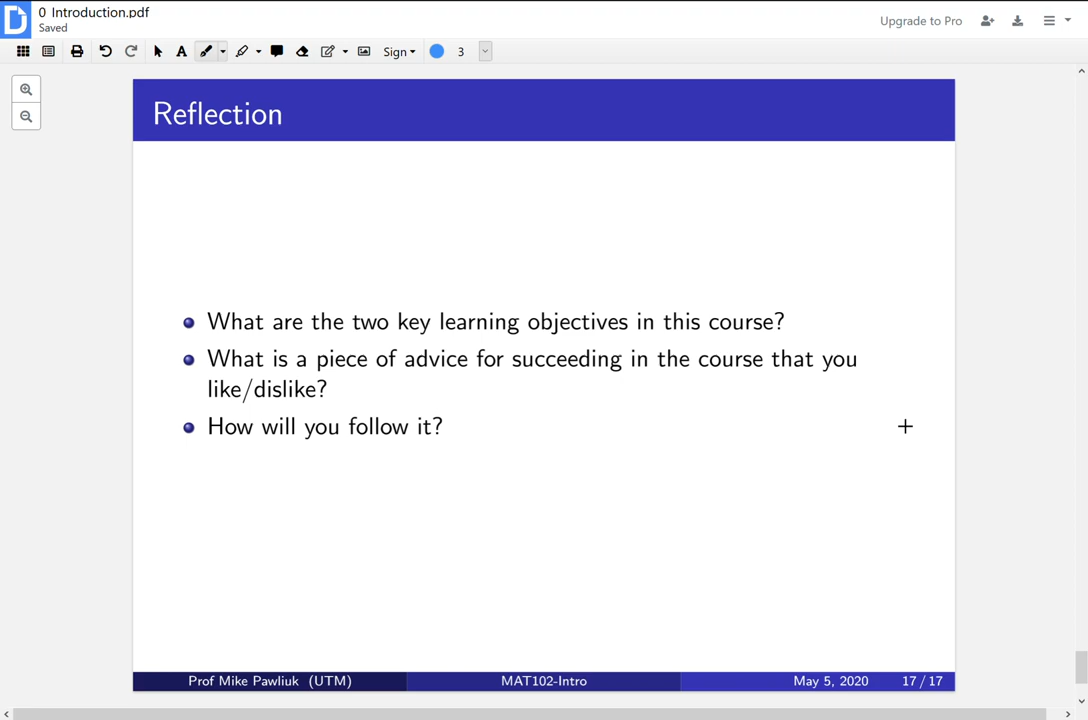 0 Introduction.pdf
Saved
Upgrade to Pro
A
Sign
3
Reflection
What are the two key learning objectives in this course?
What is a piece of advice for succeeding in the course that you
like/dislike?
How will you follow it?
Prof Mike Pawliuk (UTM)
MAT102-Intro
May 5, 2020
17 / 17